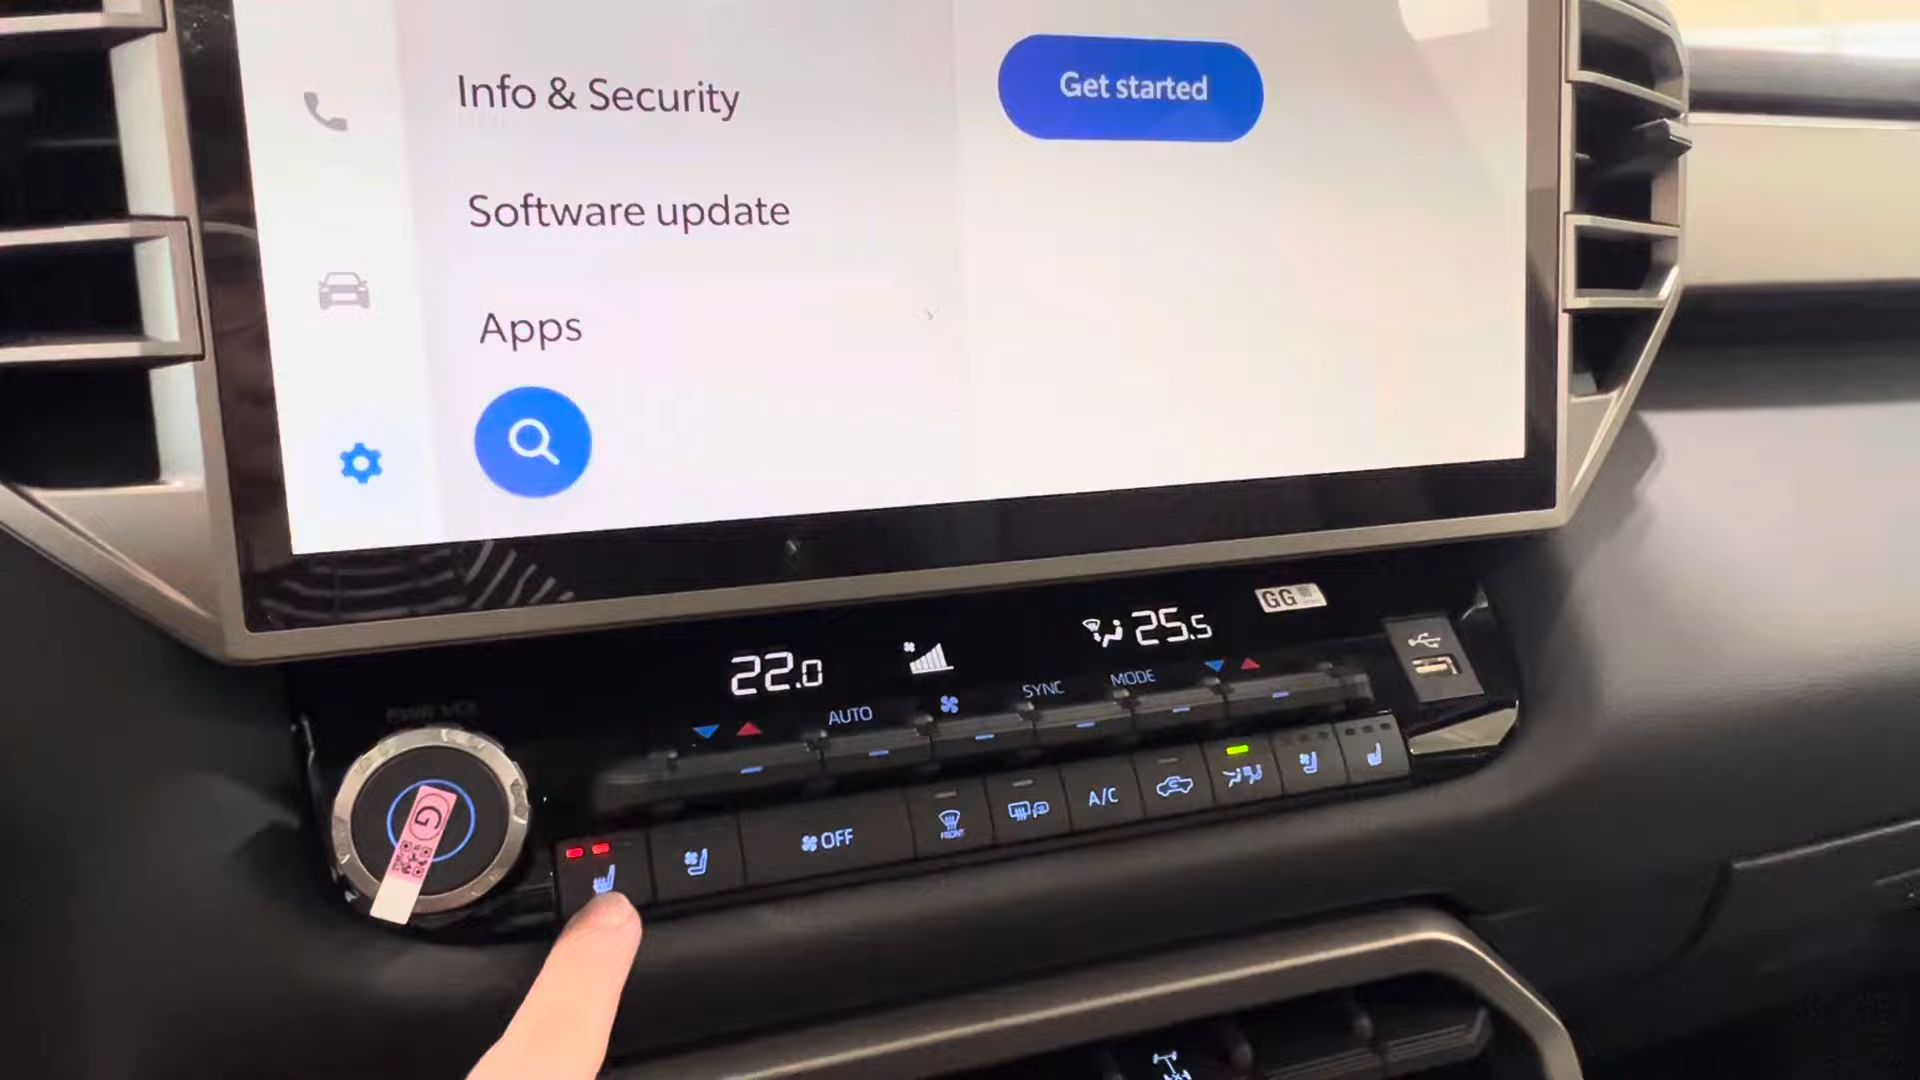 Info & Security
Get started
Software update
Apps
22.0
25.5
GG
AUTO
SYNC
MODE
OFF
FRONT
A/C
G